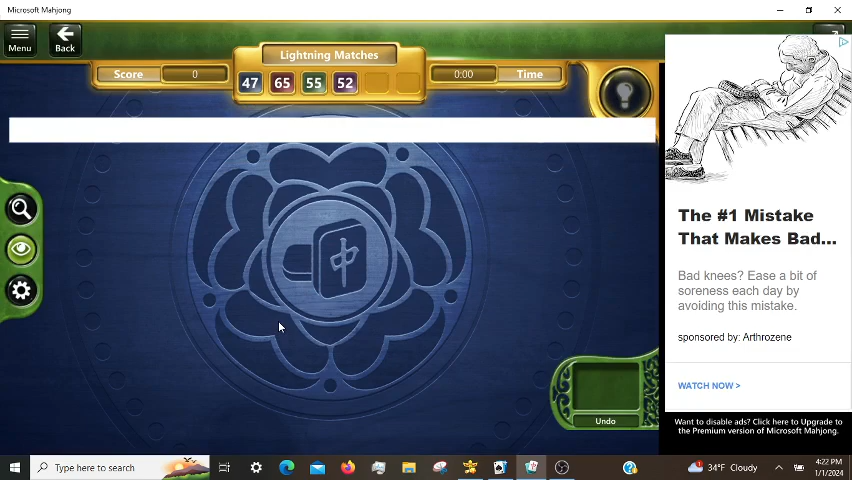 Microsoft Mahjong
Menu
Back
Lightning Matches
Score
0
47
65
55
52
0:00
Time
中
The #1 Mistake
That Makes Bad...
Bad knees? Ease a bit of
soreness each day by
avoiding this mistake.
sponsored by: Arthrozene
WATCH NOW >
Undo
Want to disable ads? Click here to Upgrade to
the Premium version of Microsoft Mahjong.
Type here to search
34°F Cloudy
4:22 PM
1/1/2024